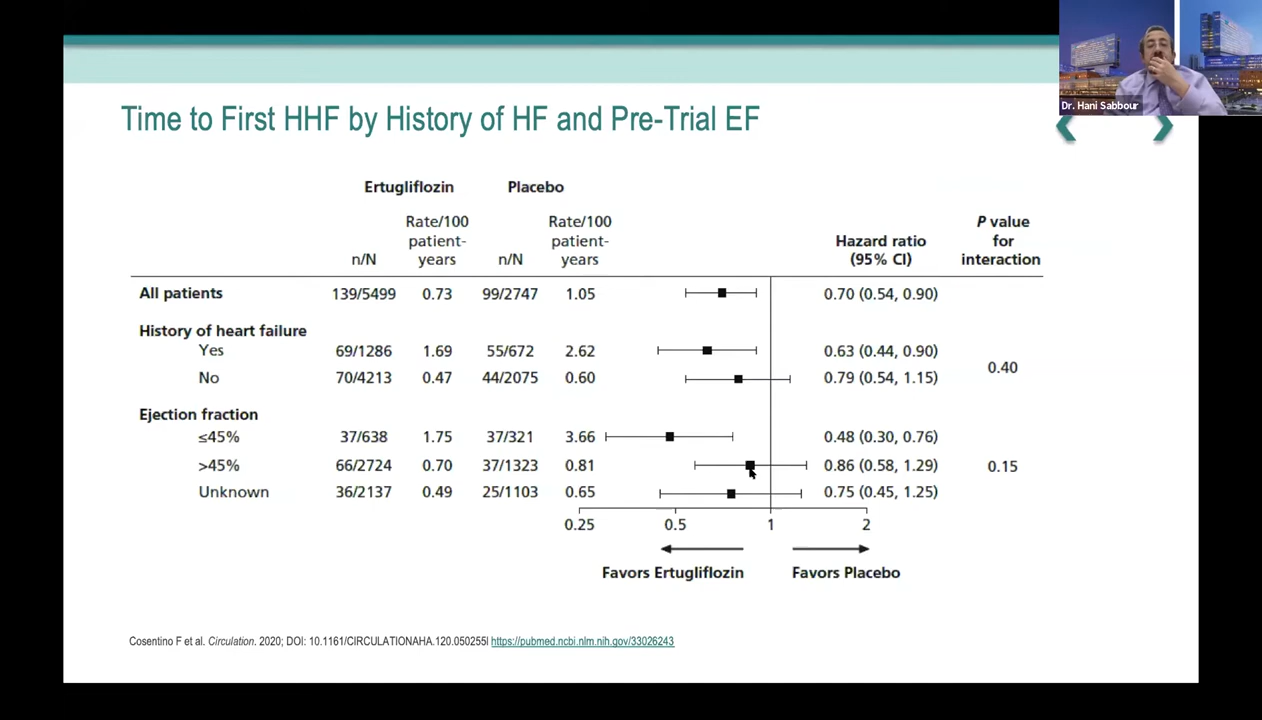 Dr. Hani Sabbour
Time to First HHF by History of HF and Pre-Trial EF
Ertugliflozin Placebo
n/N Rate/100 patient-years n/N Rate/100 patient-years Hazard ratio (95% CI) P value for interaction
All patients 139/5499 0.73 99/2747 1.05 0.70 (0.54, 0.90)
History of heart failure
Yes 69/1286 1.69 55/672 2.62 0.63 (0.44, 0.90)
0.40
No 70/4213 0.47 44/2075 0.60 0.79 (0.54, 1.15)
Ejection fraction
≤45% 37/638 1.75 37/321 3.66 0.48 (0.30, 0.76)
>45% 66/2724 0.70 37/1323 0.81 0.86 (0.58, 1.29) 0.15
Unknown 36/2137 0.49 25/1103 0.65 0.75 (0.45, 1.25)
0.25 0.5 1 2
Favors Ertugliflozin Favors Placebo
Cosentino F et al. Circulation. 2020; DOI: 10.1161/CIRCULATIONAHA.120.050255l https://pubmed.ncbi.nlm.nih.gov/33026243